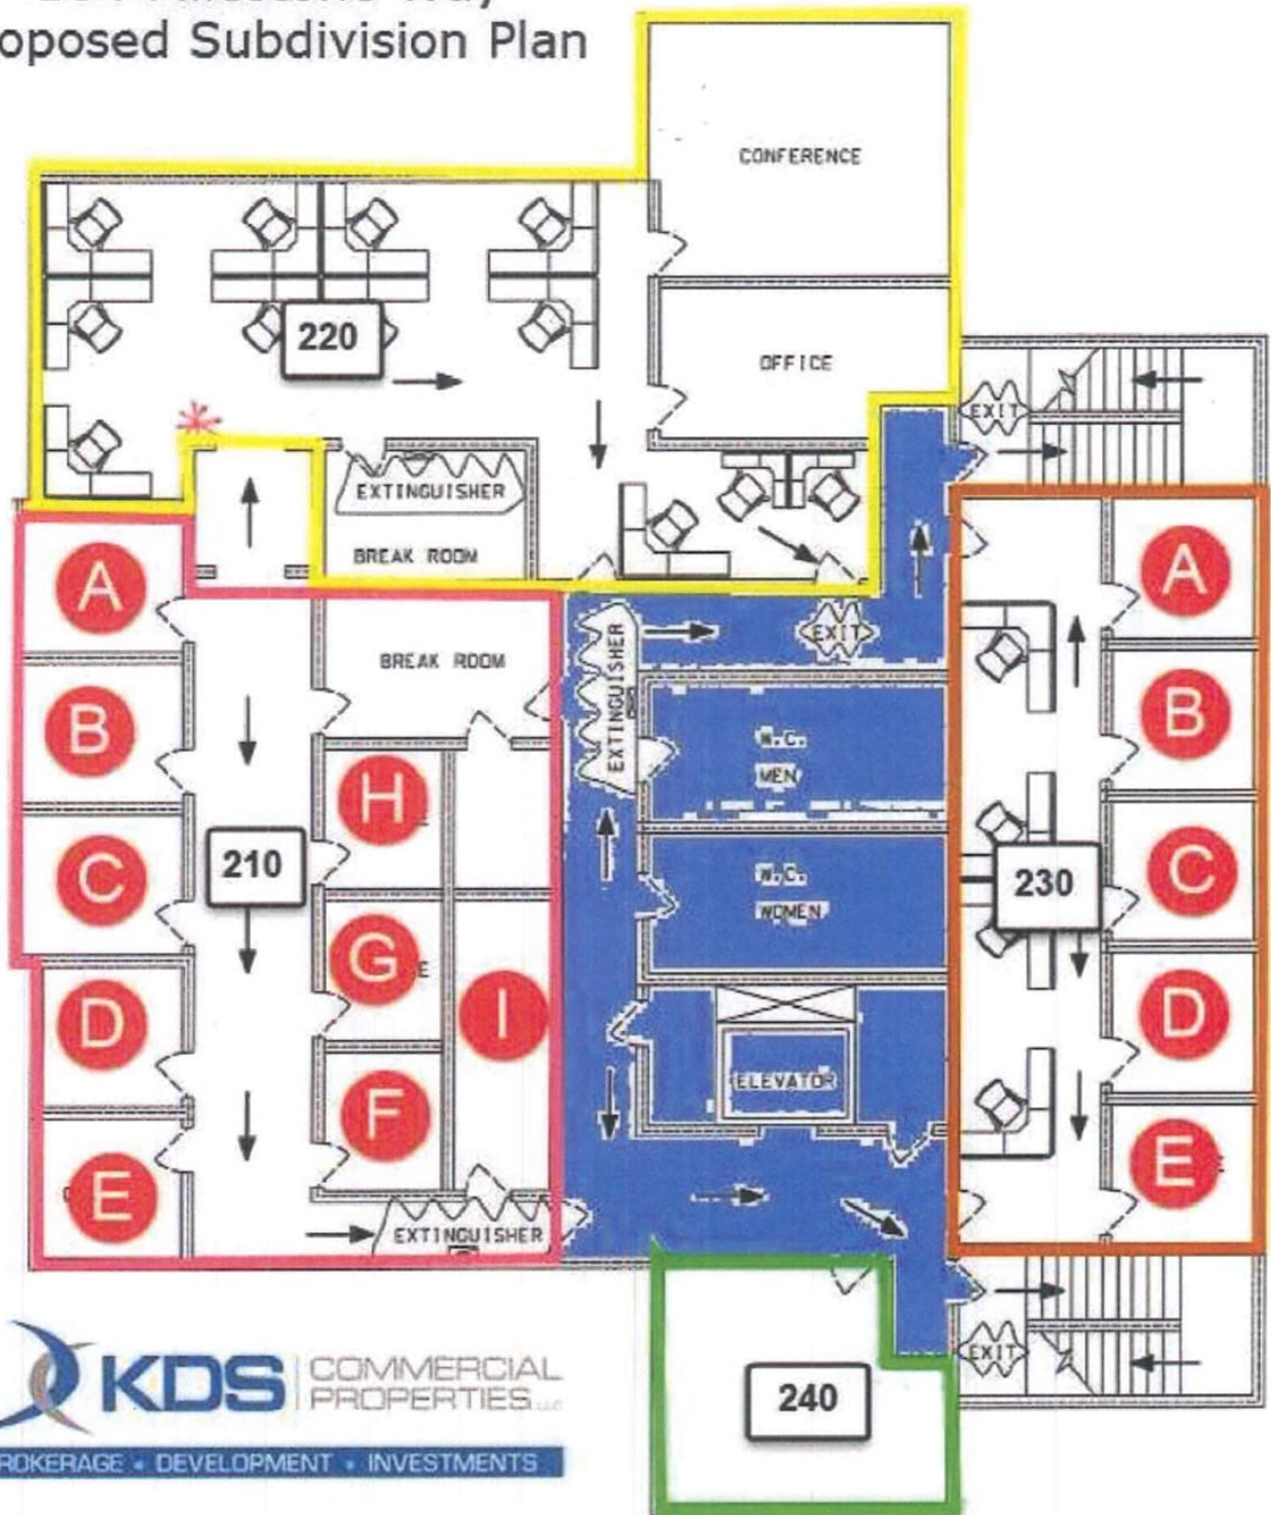 oposed Subdivision Plan
CONFERENCE
220
OFFICE
EXIT
EXTINGUISHER
BREAK ROOM
A
A
BREAK ROOM
EXTINGUISHER
EXIT
B
B
W.C.
MEN
H
210
C
230
C
W.C.
WOMEN
G
E
D
I
D
ELEVATOR
F
E
E
EXTINGUISHER
EXIT
240
KDS COMMERCIAL
PROPERTIES LLC
ROKERAGE • DEVELOPMENT • INVESTMENTS